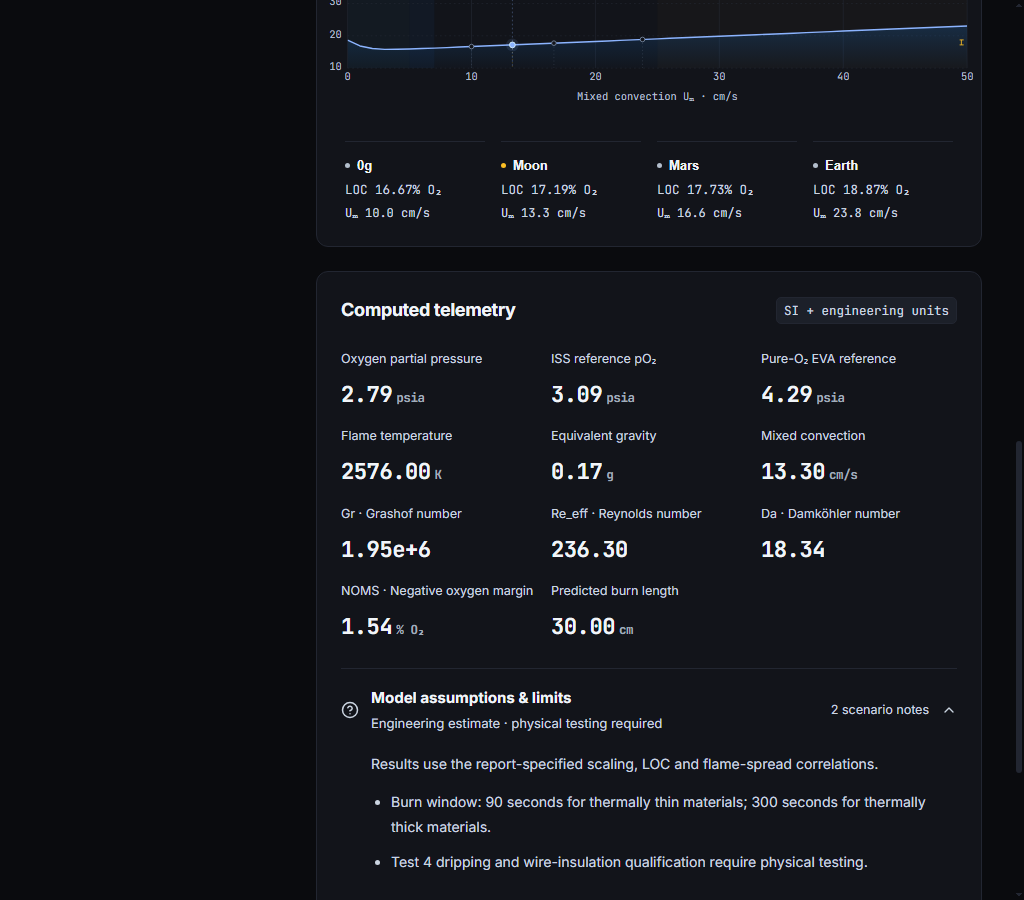 30
20
10
0 10 20 30 40 50
Mixed convection Uₘ · cm/s
0g
LOC 16.67% O₂
Uₘ 10.0 cm/s
Moon
LOC 17.19% O₂
Uₘ 13.3 cm/s
Mars
LOC 17.73% O₂
Uₘ 16.6 cm/s
Earth
LOC 18.87% O₂
Uₘ 23.8 cm/s
Computed telemetry
SI + engineering units
Oxygen partial pressure
2.79 psia
ISS reference pO₂
3.09 psia
Pure-O₂ EVA reference
4.29 psia
Flame temperature
2576.00 K
Equivalent gravity
0.17 g
Mixed convection
13.30 cm/s
Gr · Grashof number
1.95e+6
Re_eff · Reynolds number
236.30
Da · Damköhler number
18.34
NOMS · Negative oxygen margin
1.54 % O₂
Predicted burn length
30.00 cm
Model assumptions & limits
Engineering estimate · physical testing required
2 scenario notes
Results use the report-specified scaling, LOC and flame-spread correlations.
• Burn window: 90 seconds for thermally thin materials; 300 seconds for thermally
thick materials.
• Test 4 dripping and wire-insulation qualification require physical testing.